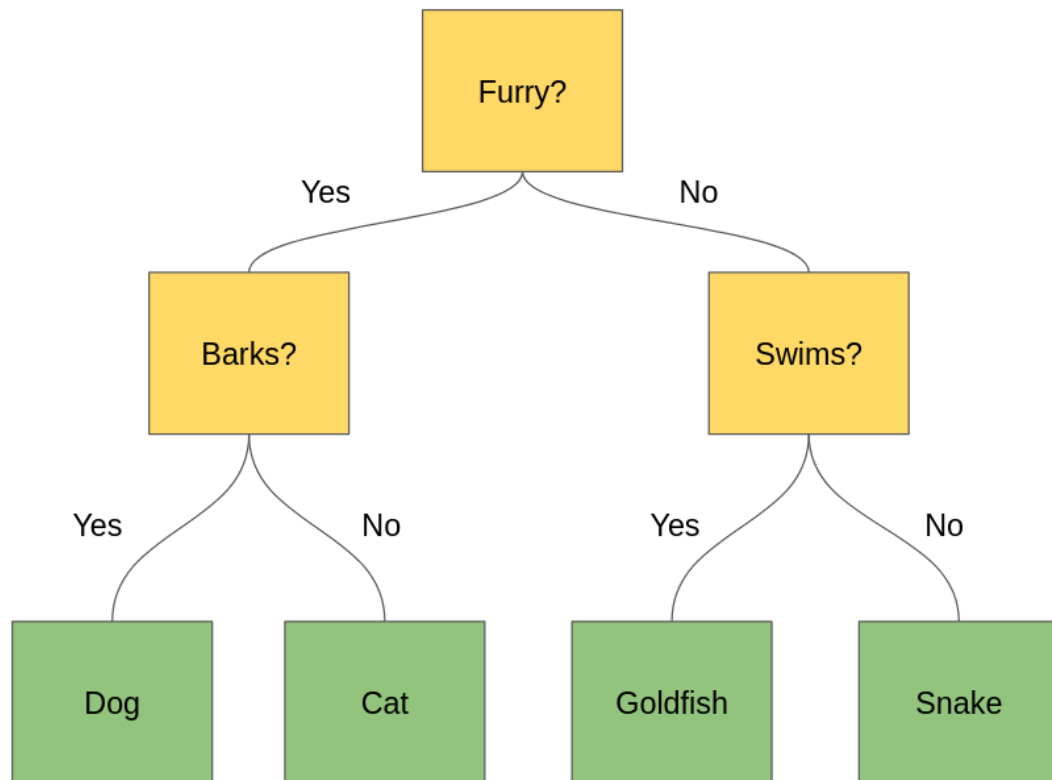 Furry?
Yes
No
Barks?
Swims?
Yes
No
Yes
No
Dog
Cat
Goldfish
Snake